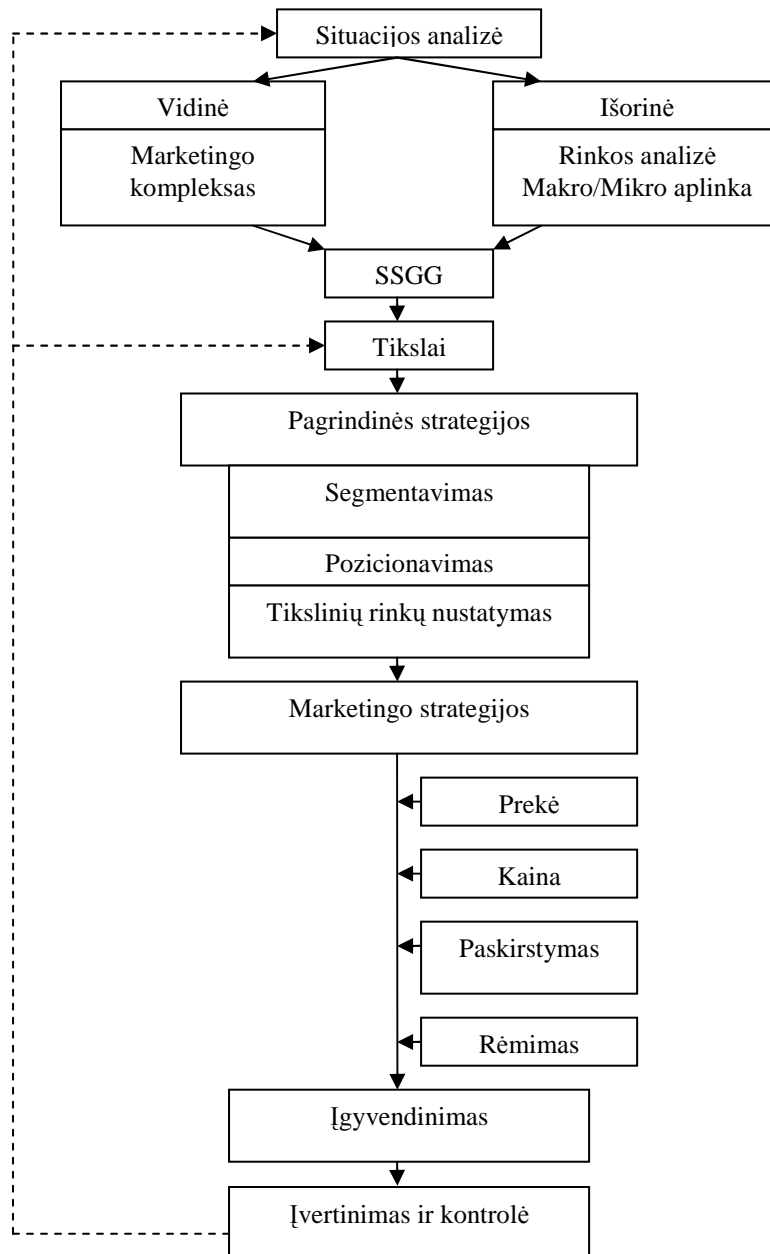 Situacijos analizė
Vidinė
Marketingo
kompleksas
Išorinė
Rinkos analizė
Makro/Mikro aplinka
SSGG
Tikslai
Pagrindinės strategijos
Segmentavimas
Pozicionavimas
Tikslinių rinkų nustatymas
Marketingo strategijos
Prekė
Kaina
Paskirstymas
Rėmimas
Įgyvendinimas
Įvertinimas ir kontrolė